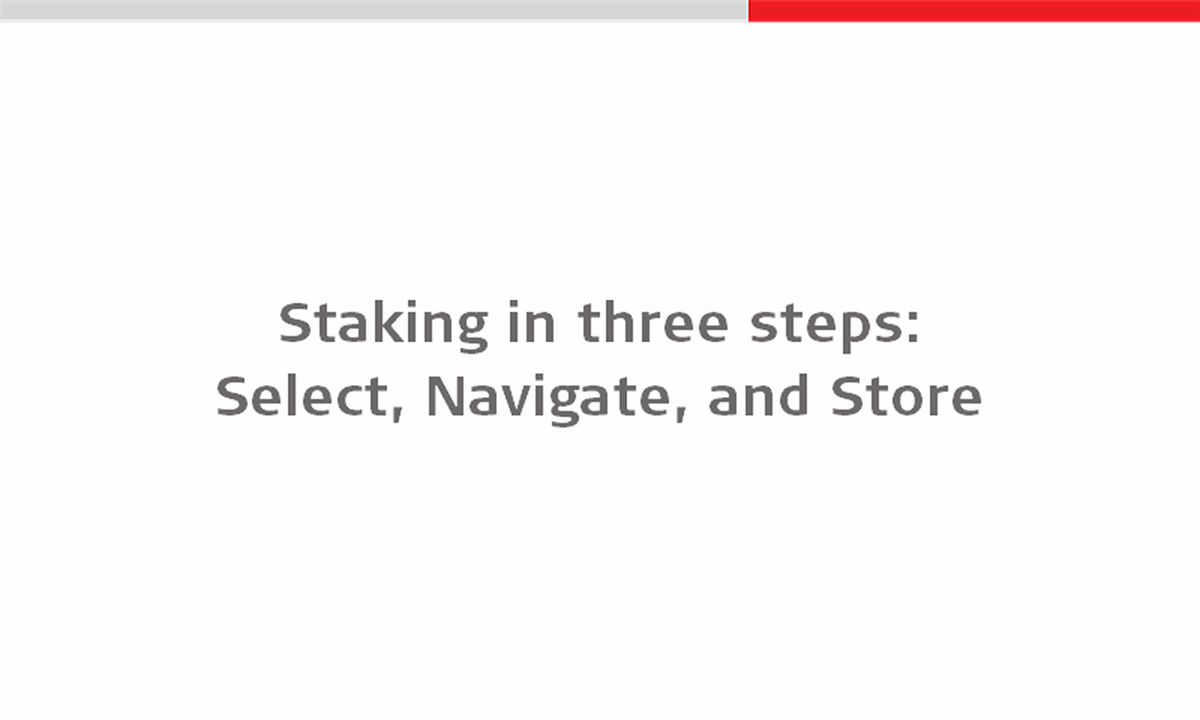 Staking in three steps:
Select, Navigate, and Store